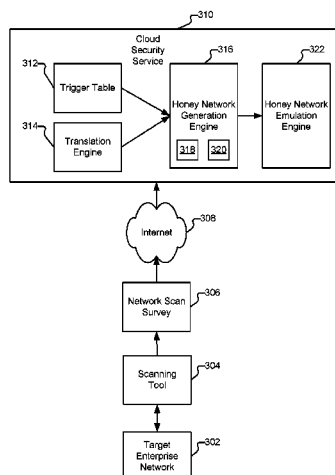 310
Cloud
Security
Service
312
Trigger Table
314
Translation
Engine
316
Honey Network
Generation
Engine
318 320
322
Honey Network
Emulation
Engine
Internet
308
Network Scan
Survey
306
Scanning
Tool
304
Target
Enterprise
Network
302